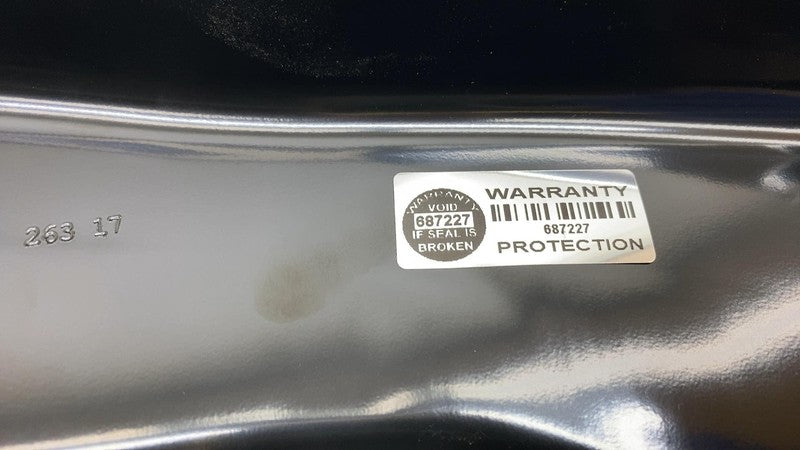 263 17
WARRANTY
VOID
687227
IF SEAL IS
BROKEN
WARRANTY
687227
PROTECTION